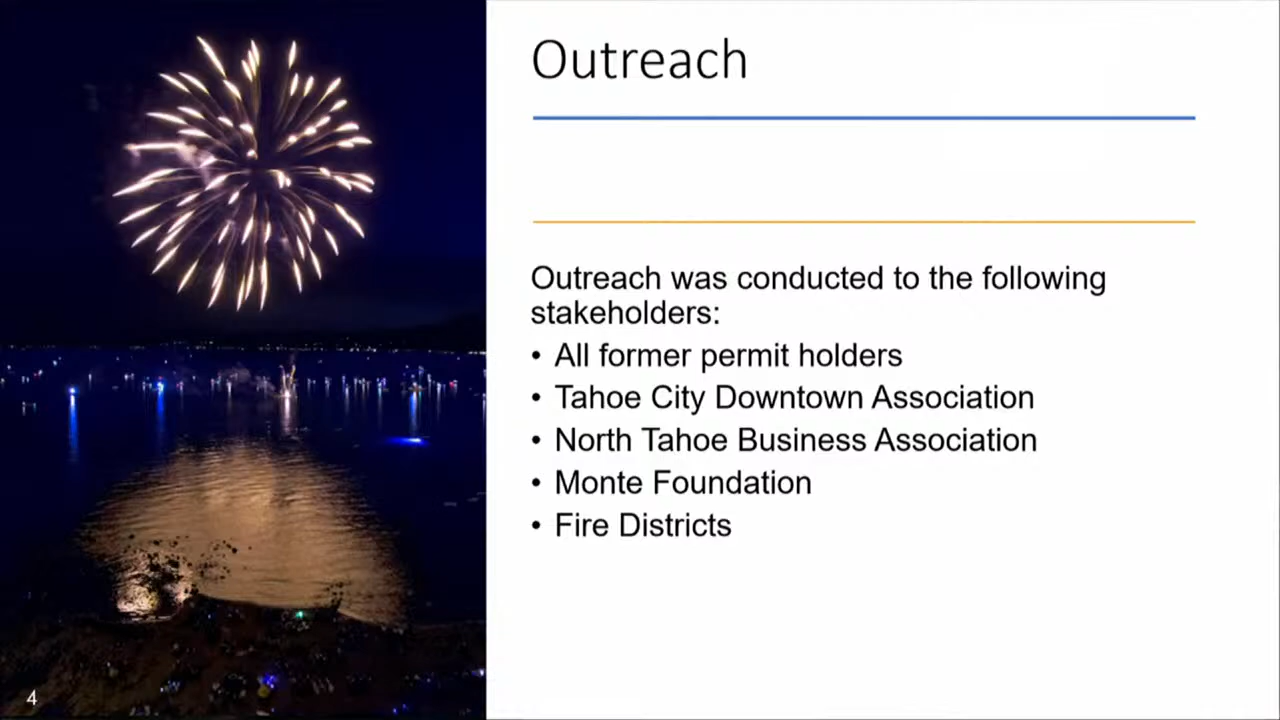 Outreach
Outreach was conducted to the following
stakeholders:
• All former permit holders
• Tahoe City Downtown Association
• North Tahoe Business Association
• Monte Foundation
• Fire Districts
4